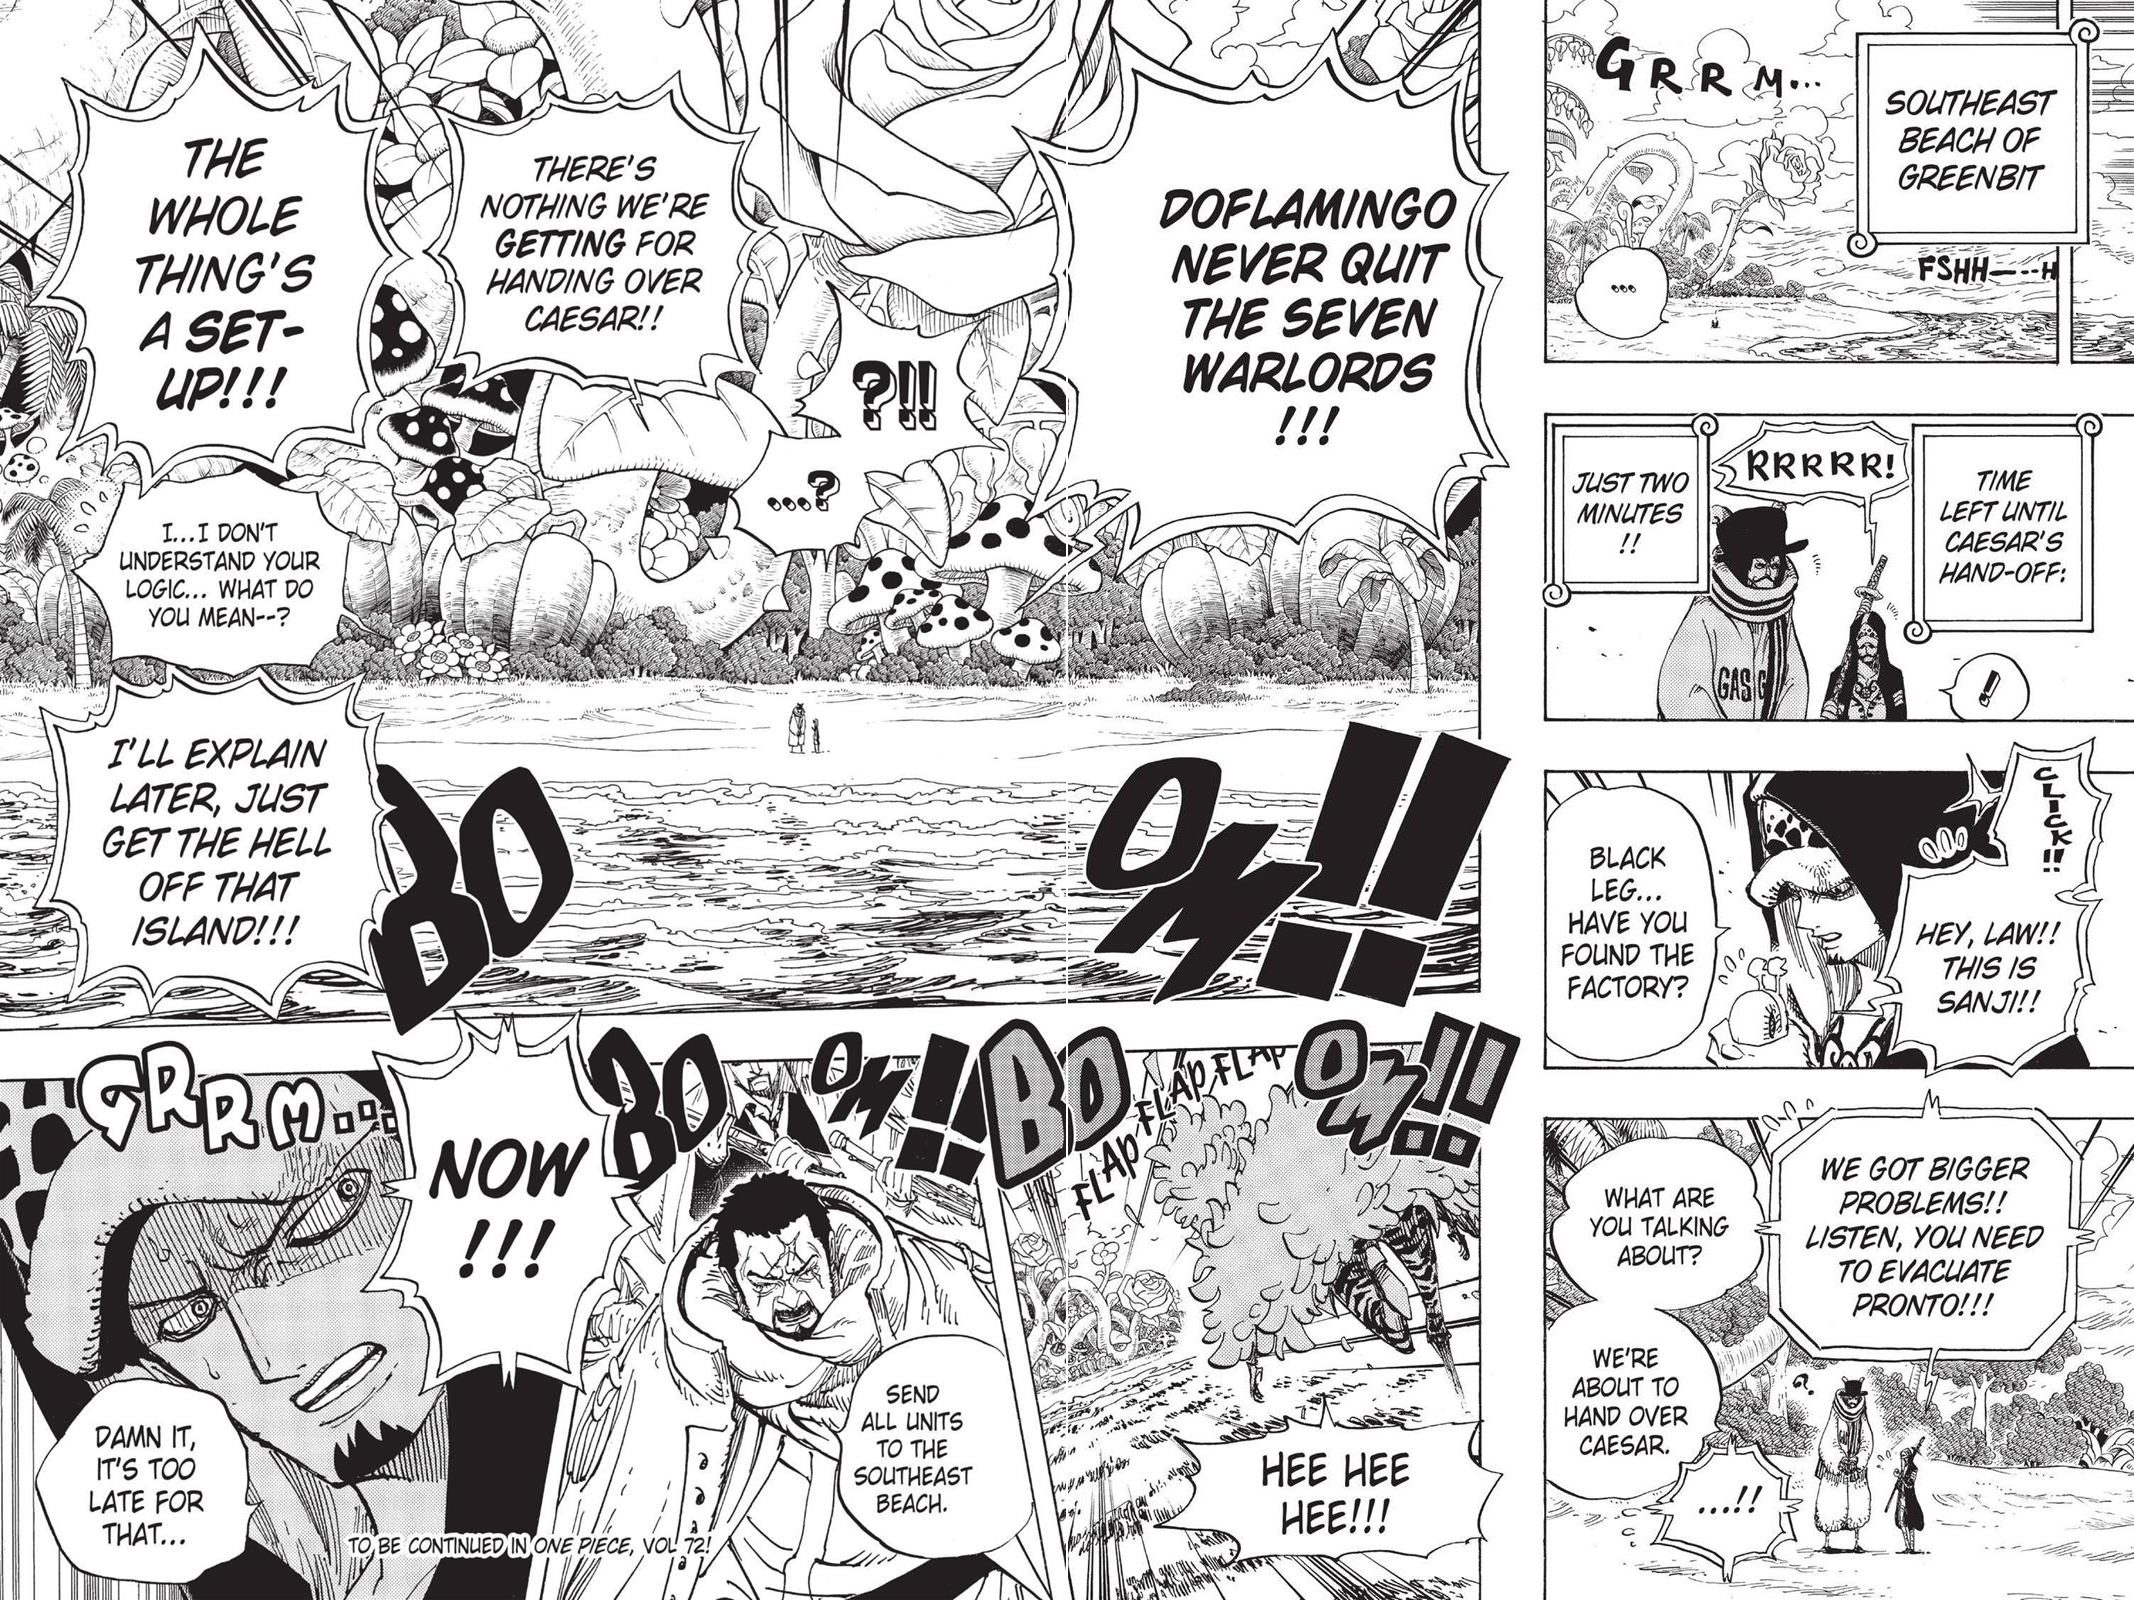 GRRM...
SOUTHEAST
BEACH OF
GREENBIT
FSHH----H
...
TIME
LEFT UNTIL
CAESAR'S
HAND-OFF:
RRRRR!
JUST TWO
MINUTES
!!
GAS G
!
CLICK!!
HEY, LAW!!
THIS IS
SANJI!!
BLACK
LEG...
HAVE YOU
FOUND THE
FACTORY?
WE GOT BIGGER
PROBLEMS!!
LISTEN, YOU NEED
TO EVACUATE
PRONTO!!!
WHAT ARE
YOU TALKING
ABOUT?
WE'RE
ABOUT TO
HAND OVER
CAESAR.
?
...!!
DOFLAMINGO
NEVER QUIT
THE SEVEN
WARLORDS
!!!
?!!
...?
THERE'S
NOTHING WE'RE
GETTING FOR
HANDING OVER
CAESAR!!
THE
WHOLE
THING'S
A SET-
UP!!!
I...I DON'T
UNDERSTAND YOUR
LOGIC... WHAT DO
YOU MEAN--?
I'LL EXPLAIN
LATER, JUST
GET THE HELL
OFF THAT
ISLAND!!!
BOOM!!
FLAP FLAP FLAP FLAP
BOOM!!
HEE HEE
HEE!!!
BOOM!!
SEND
ALL UNITS
TO THE
SOUTHEAST
BEACH.
NOW
!!!
GRRM...
DAMN IT,
IT'S TOO
LATE FOR
THAT...
TO BE CONTINUED IN ONE PIECE, VOL 72!